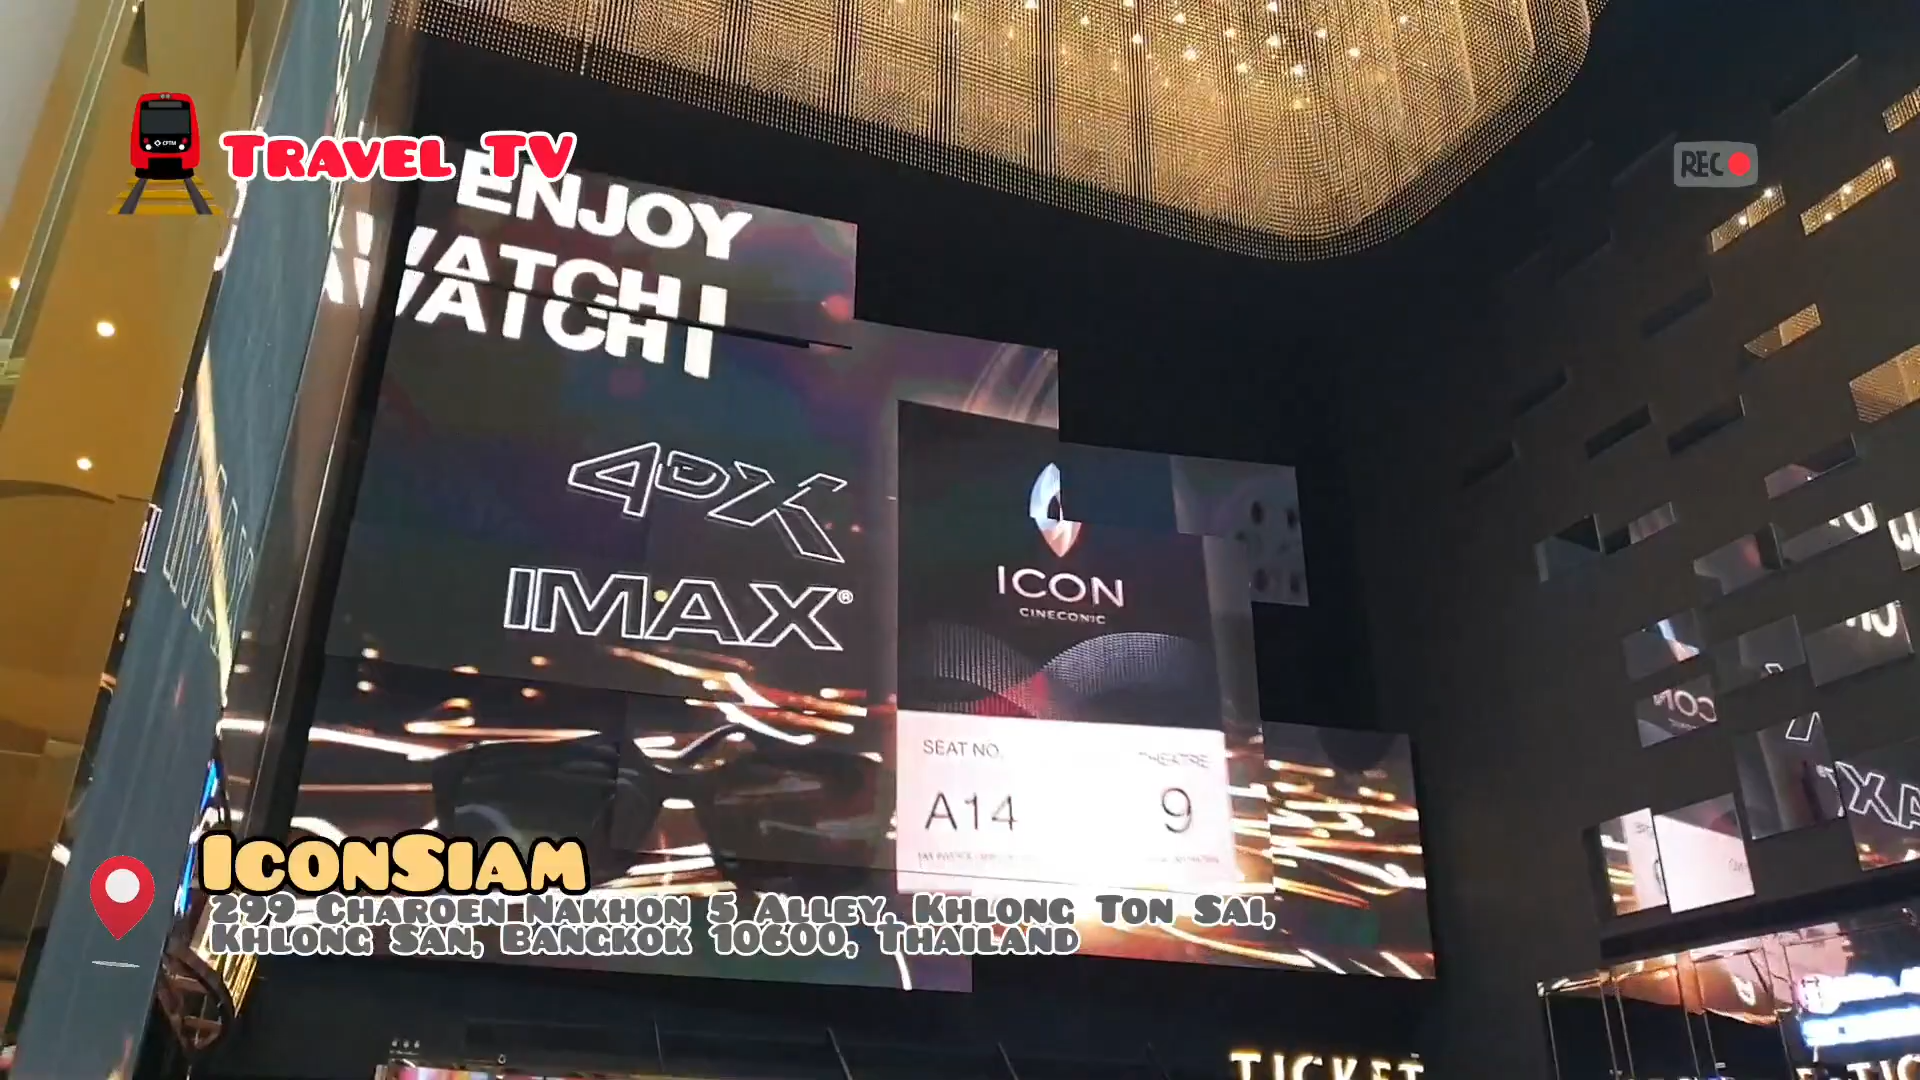 Travel TV
REC
ENJOY
WATCH
4DX
IMAX®
ICON
CINECONIC
SEAT NO.
THEATRE
A14
9
IconSiam
299 Charoen Nakhon 5 Alley, Khlong Ton Sai,
Khlong San, Bangkok 10600, Thailand
TICKET